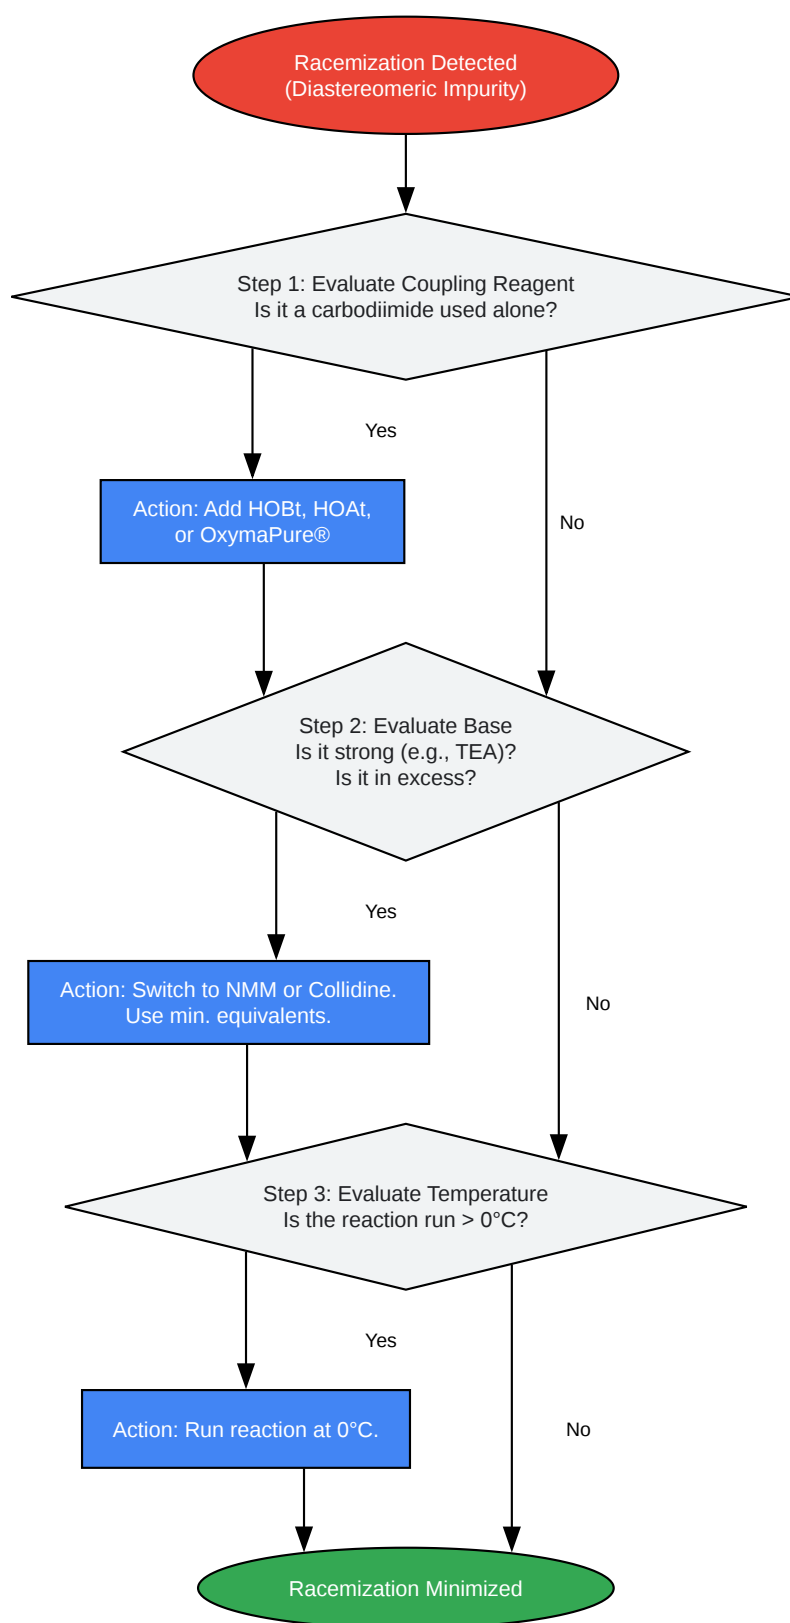 Racemization Detected
(Diastereomeric Impurity)
Step 1: Evaluate Coupling Reagent
Is it a carbodiimide used alone?
Yes
Action: Add HOBt, HOAt,
or OxymaPure®
No
Step 2: Evaluate Base
Is it strong (e.g., TEA)?
Is it in excess?
Yes
Action: Switch to NMM or Collidine.
Use min. equivalents.
No
Step 3: Evaluate Temperature
Is the reaction run > 0°C?
Yes
Action: Run reaction at 0°C.
No
Racemization Minimized